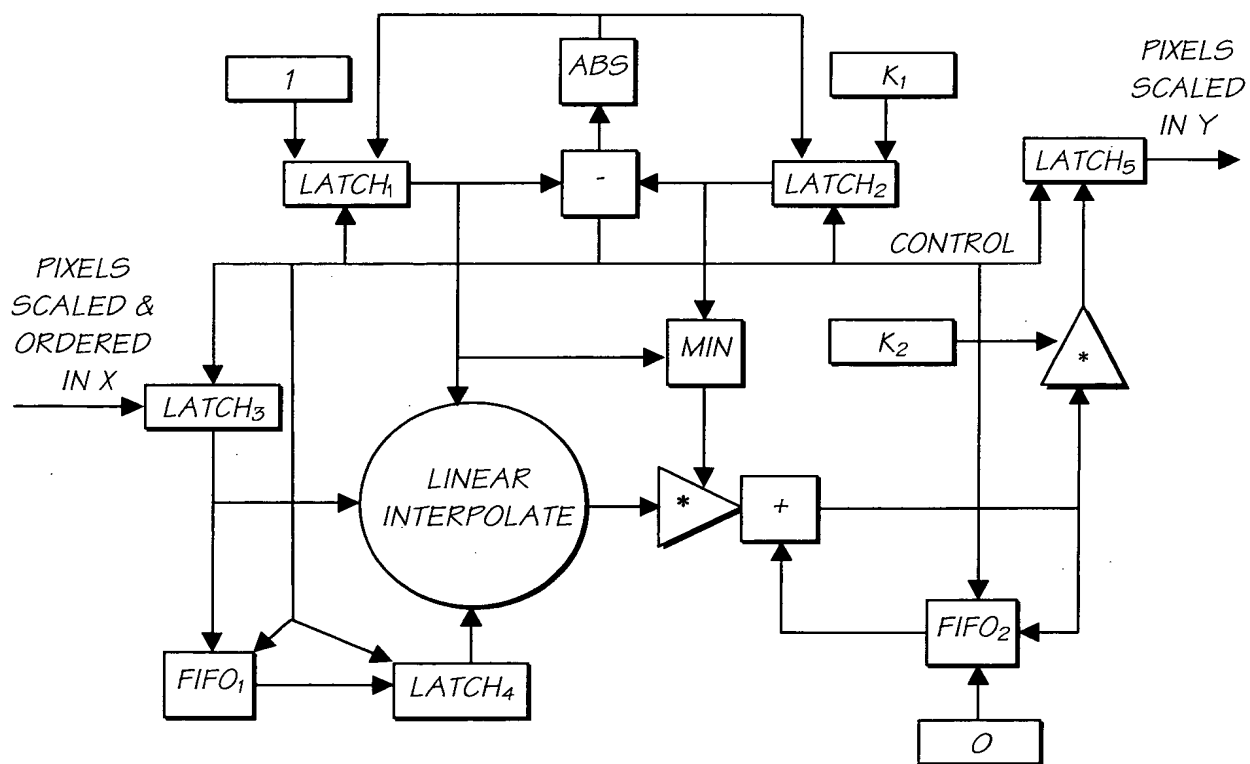 PIXELS
SCALED
IN Y
ABS
1
K₁
LATCH₁
-
LATCH₂
LATCH₅
CONTROL
PIXELS
SCALED &
ORDERED
IN X
MIN
K₂
*
LATCH₃
LINEAR
INTERPOLATE
*
+
FIFO₁
LATCH₄
FIFO₂
0